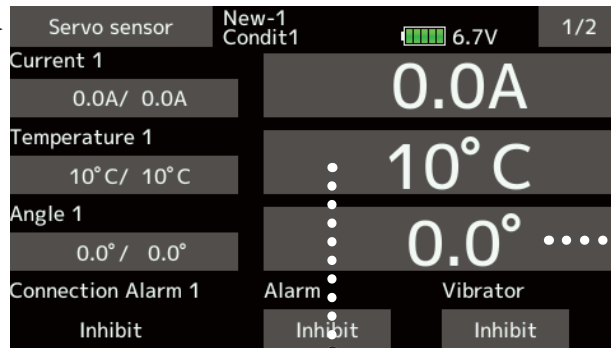 Servo sensor New-1 1/2
Condit1 6.7V
Current 1
0.0A/ 0.0A 0.0A
Temperature 1
10°C/ 10°C 10°C
Angle 1
0.0°/ 0.0° 0.0°
Connection Alarm 1 Alarm Vibrator
Inhibit Inhibit Inhibit